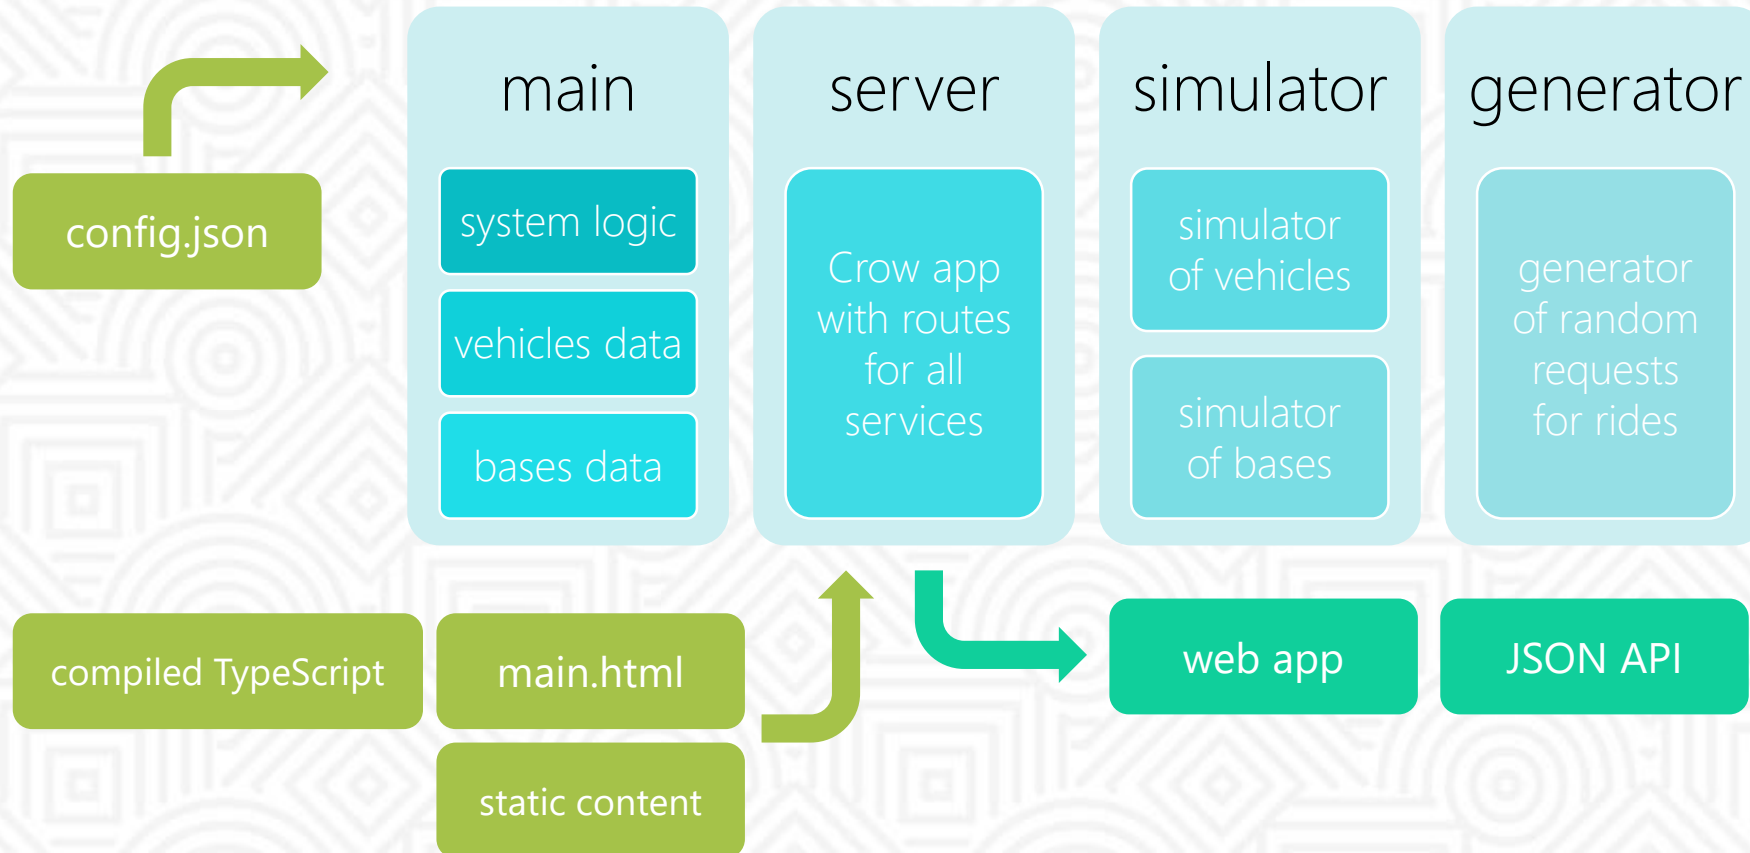 config.json
main
system logic
vehicles data
bases data
server
Crow app
with routes
for all
services
simulator
simulator
of vehicles
simulator
of bases
generator
generator
of random
requests
for rides
compiled TypeScript
main.html
static content
web app
JSON API